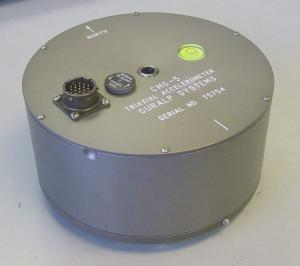 NORTH
CMG-5
TRIAXIAL ACCELEROMETER
GURALP SYSTEMS
SERIAL NO T5754